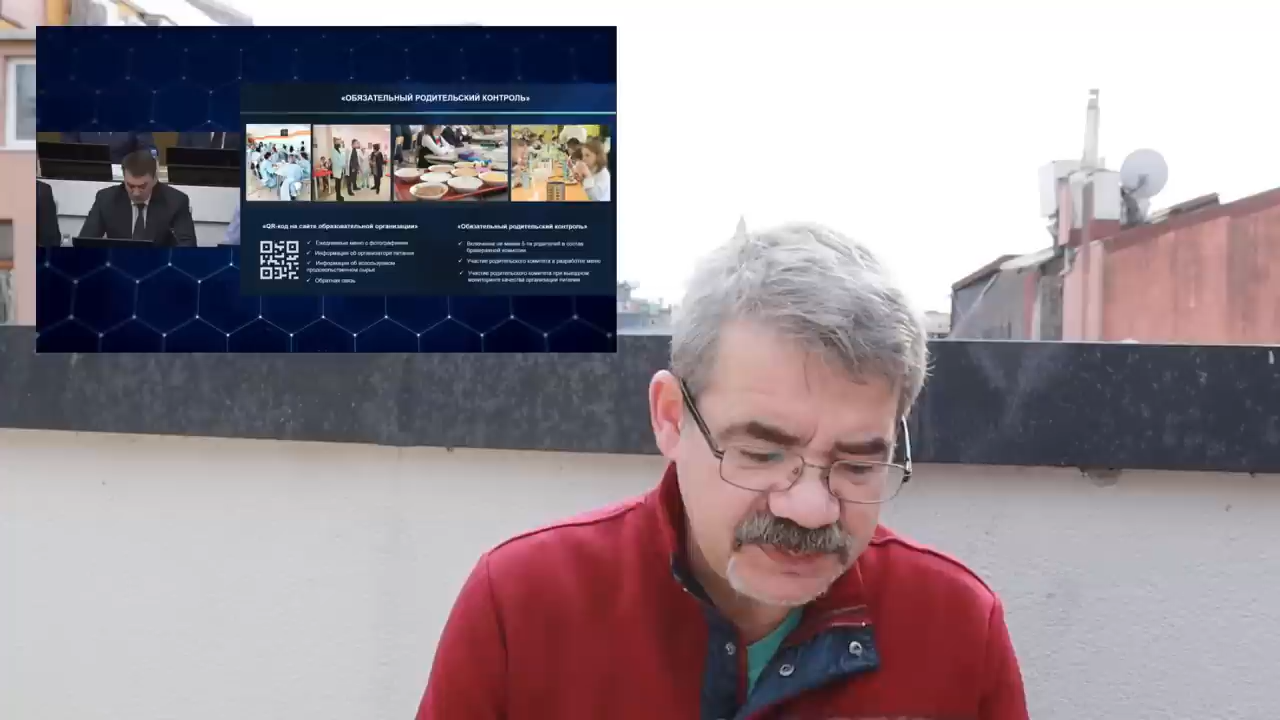 «ОБЯЗАТЕЛЬНЫЙ РОДИТЕЛЬСКИЙ КОНТРОЛЬ»
«QR-код на сайте образовательной организации»
Ежедневные меню с фотографиями
Информация об организаторе питания
Информация об используемом
продовольственном сырье
Обратная связь
«Обязательный родительский контроль»
Включение не менее 5-ти родителей в состав
бракеражной комиссии
Участие родительского комитета в разработке меню
Участие родительского комитета при выездном
мониторинге качества организации питания